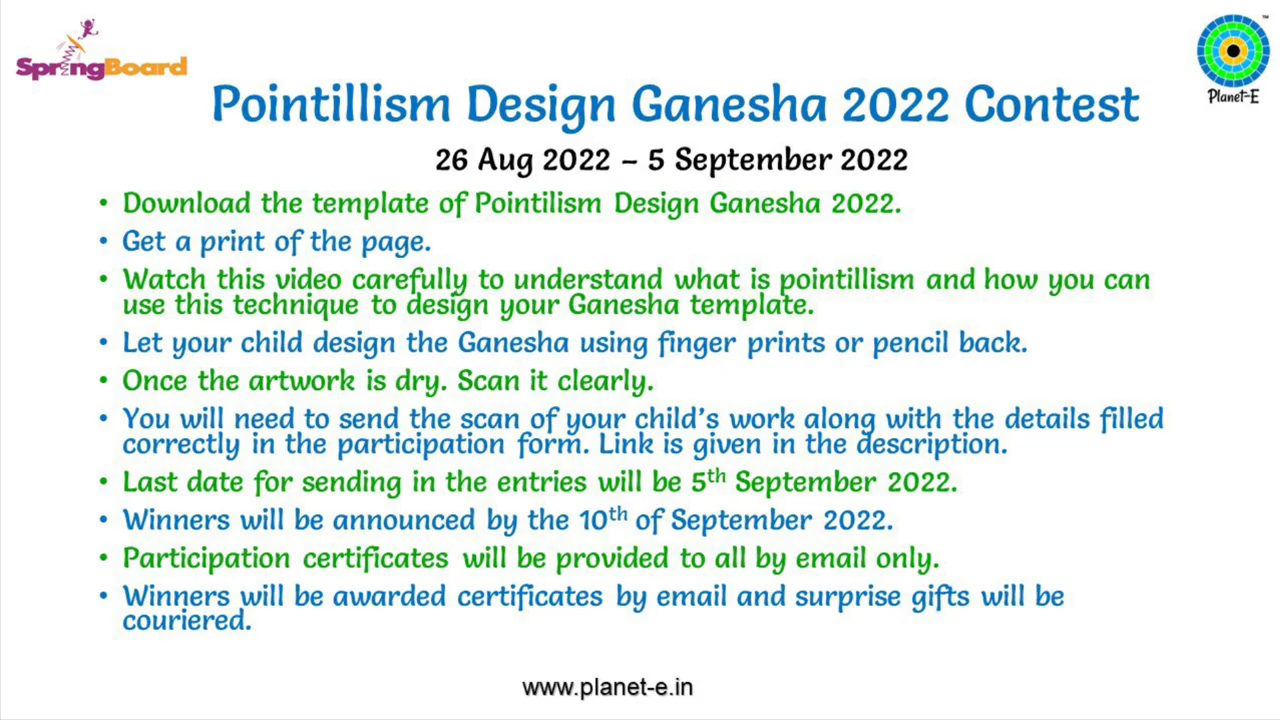 SpringBoard
TM
Planet-E
Pointillism Design Ganesha 2022 Contest
26 Aug 2022 – 5 September 2022
• Download the template of Pointilism Design Ganesha 2022.
• Get a print of the page.
• Watch this video carefully to understand what is pointillism and how you can
use this technique to design your Ganesha template.
• Let your child design the Ganesha using finger prints or pencil back.
• Once the artwork is dry. Scan it clearly.
• You will need to send the scan of your child's work along with the details filled
correctly in the participation form. Link is given in the description.
• Last date for sending in the entries will be 5th September 2022.
• Winners will be announced by the 10th of September 2022.
• Participation certificates will be provided to all by email only.
• Winners will be awarded certificates by email and surprise gifts will be
couriered.
www.planet-e.in